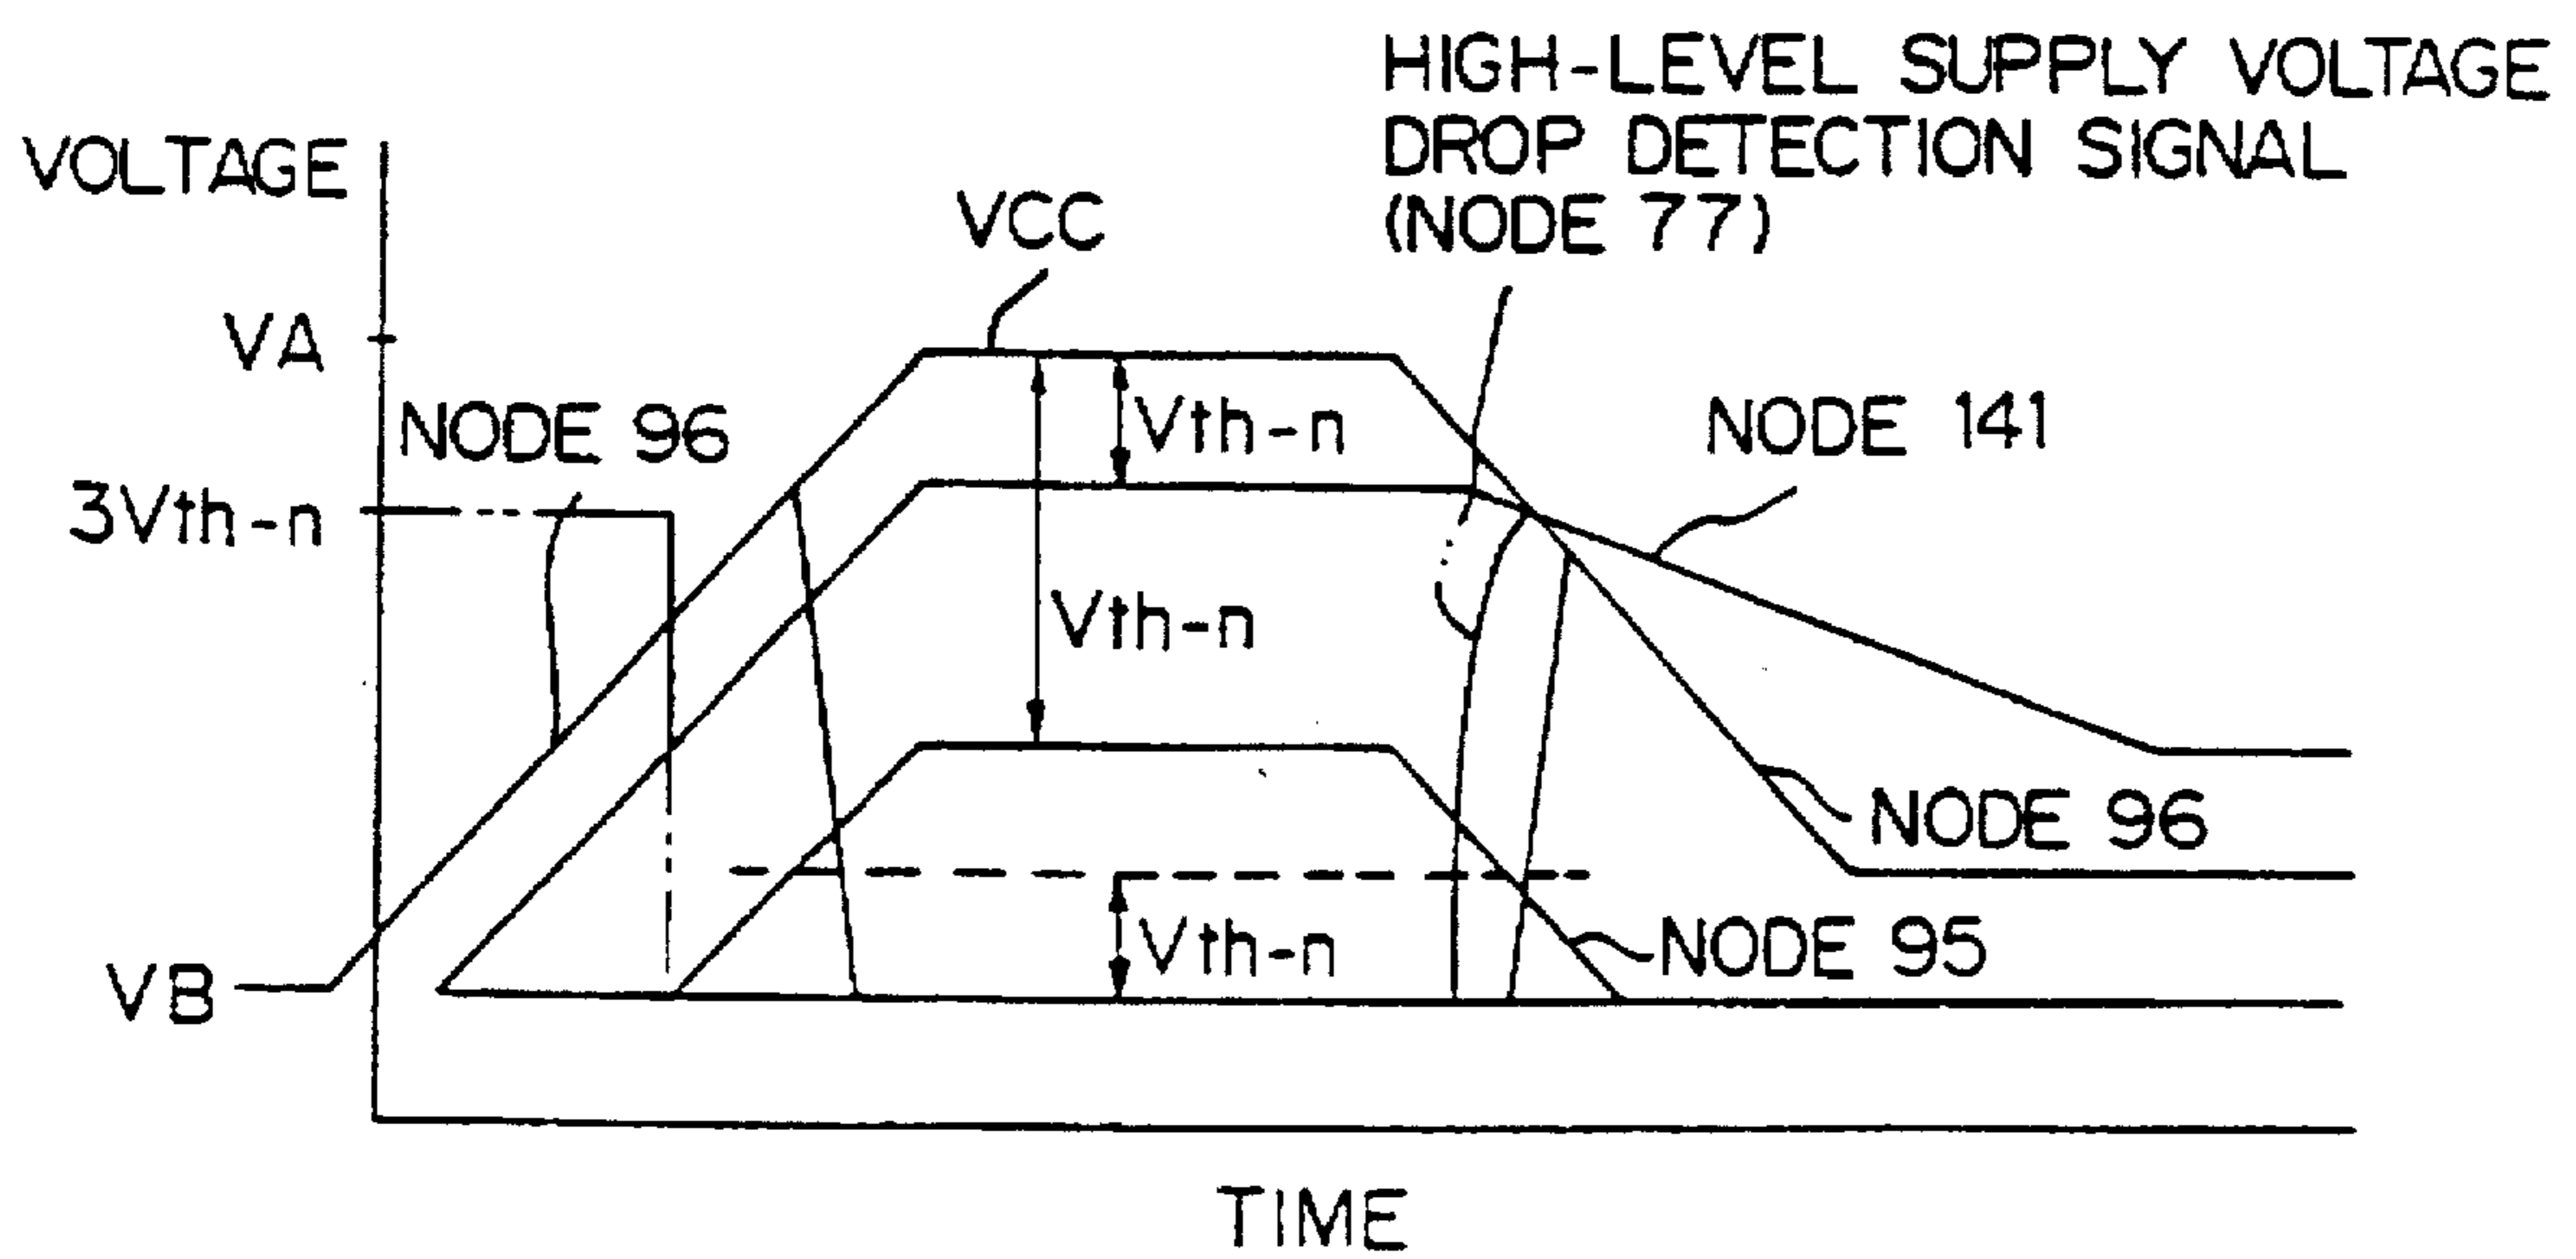 HIGH-LEVEL SUPPLY VOLTAGE
DROP DETECTION SIGNAL
(NODE 77)
VOLTAGE
VCC
VA
NODE 96
Vth-n
NODE 141
3Vth-n
Vth-n
NODE 96
Vth-n
NODE 95
VB
TIME